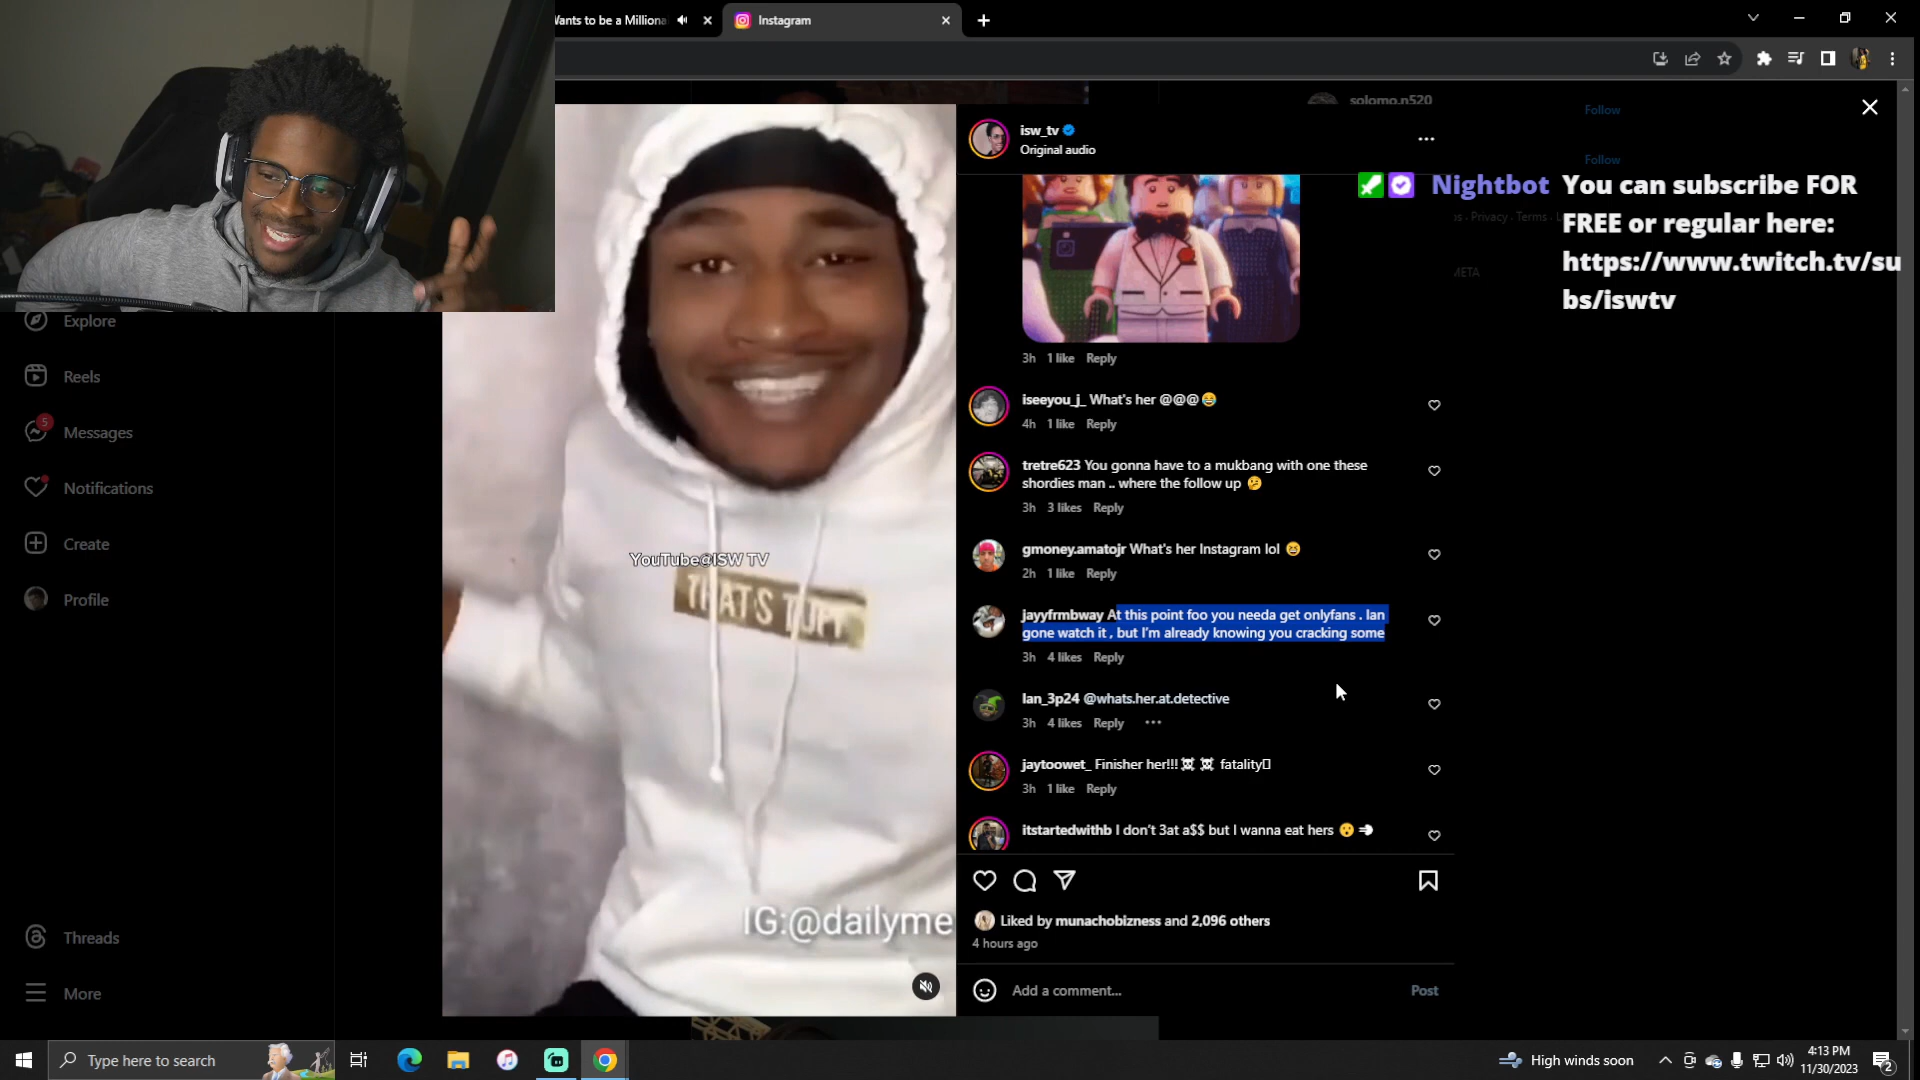 Wants to be a Milliona
Instagram
solomo.n520
Follow
Follow
isw_tv
Original audio
Nightbot You can subscribe FOR
FREE or regular here:
https://www.twitch.tv/su
bs/iswtv
Privacy · Terms
META
3h 1 like Reply
iseeyou_j_ What's her @@@😂
4h 1 like Reply
tretre623 You gonna have to a mukbang with one these
shordies man .. where the follow up 🤔
3h 3 likes Reply
gmoney.amatojr What's her Instagram lol 😆
2h 1 like Reply
jayyfrmbway At this point foo you needa get onlyfans . Ian
gone watch it , but I'm already knowing you cracking some
3h 4 likes Reply
Ian_3p24 @whats.her.at.detective
3h 4 likes Reply
jaytoowet_ Finisher her!!!☠️ ☠️ fatality
3h 1 like Reply
itstartedwithb I don't 3at a$$ but I wanna eat hers 😯💨
Liked by munachobizness and 2,096 others
4 hours ago
Add a comment...
Post
Explore
Reels
5
Messages
Notifications
Create
Profile
Threads
More
YouTube@ISW TV
THAT'S TUFF
IG:@dailyme
Type here to search
High winds soon
4:13 PM
11/30/2023
2